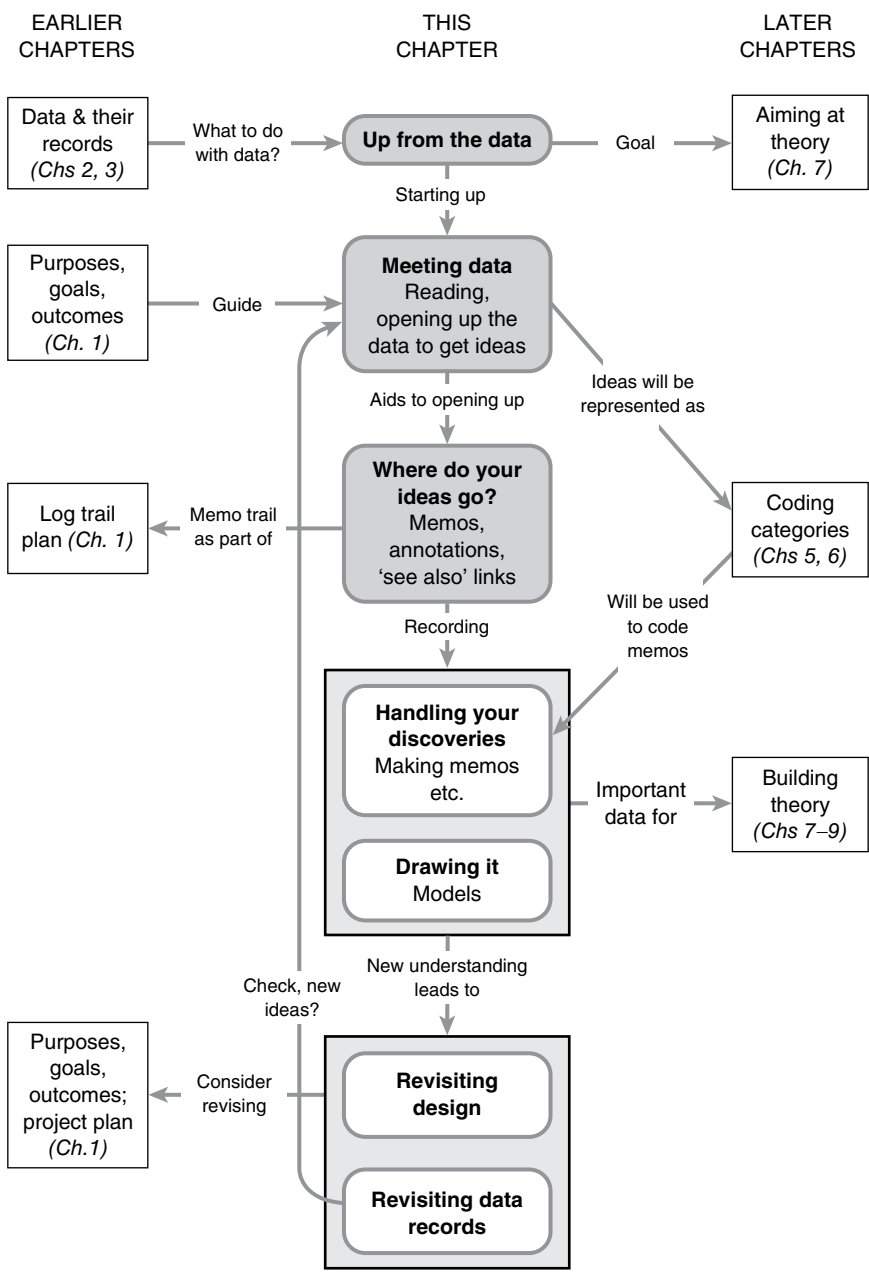 EARLIER
CHAPTERS
THIS
CHAPTER
LATER
CHAPTERS
Data & their
records
(Chs 2, 3)
What to do
with data?
Up from the data
Goal
Aiming at
theory
(Ch. 7)
Starting up
Purposes,
goals,
outcomes
(Ch. 1)
Guide
Meeting data
Reading,
opening up the
data to get ideas
Ideas will be
represented as
Aids to opening up
Log trail
plan (Ch. 1)
Memo trail
as part of
Where do your
ideas go?
Memos,
annotations,
‘see also’ links
Coding
categories
(Chs 5, 6)
Recording
Will be used
to code
memos
Handling your
discoveries
Making memos
etc.
Important
data for
Building
theory
(Chs 7–9)
Drawing it
Models
New understanding
leads to
Check, new
ideas?
Purposes,
goals,
outcomes;
project plan
(Ch.1)
Consider
revising
Revisiting
design
Revisiting data
records